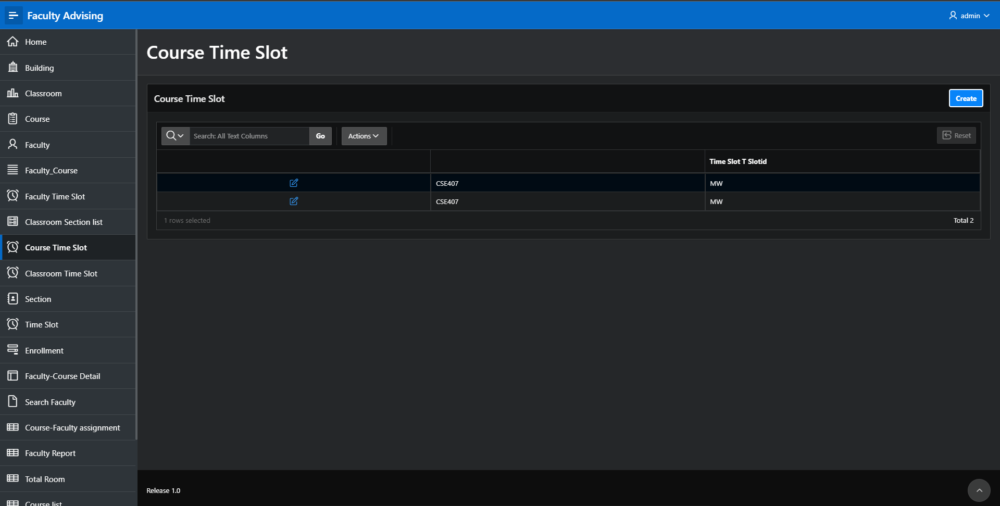 Faculty Advising
admin
Home
Building
Classroom
Course
Faculty
Faculty_Course
Faculty Time Slot
Classroom Section list
Course Time Slot
Classroom Time Slot
Section
Time Slot
Enrollment
Faculty-Course Detail
Search Faculty
Course-Faculty assignment
Faculty Report
Total Room
Course list
Course Time Slot
Course Time Slot
Create
Search: All Text Columns
Go
Actions
Reset
Time Slot T Slotid
CSE407 MW
CSE407 MW
1 rows selected
Total 2
Release 1.0